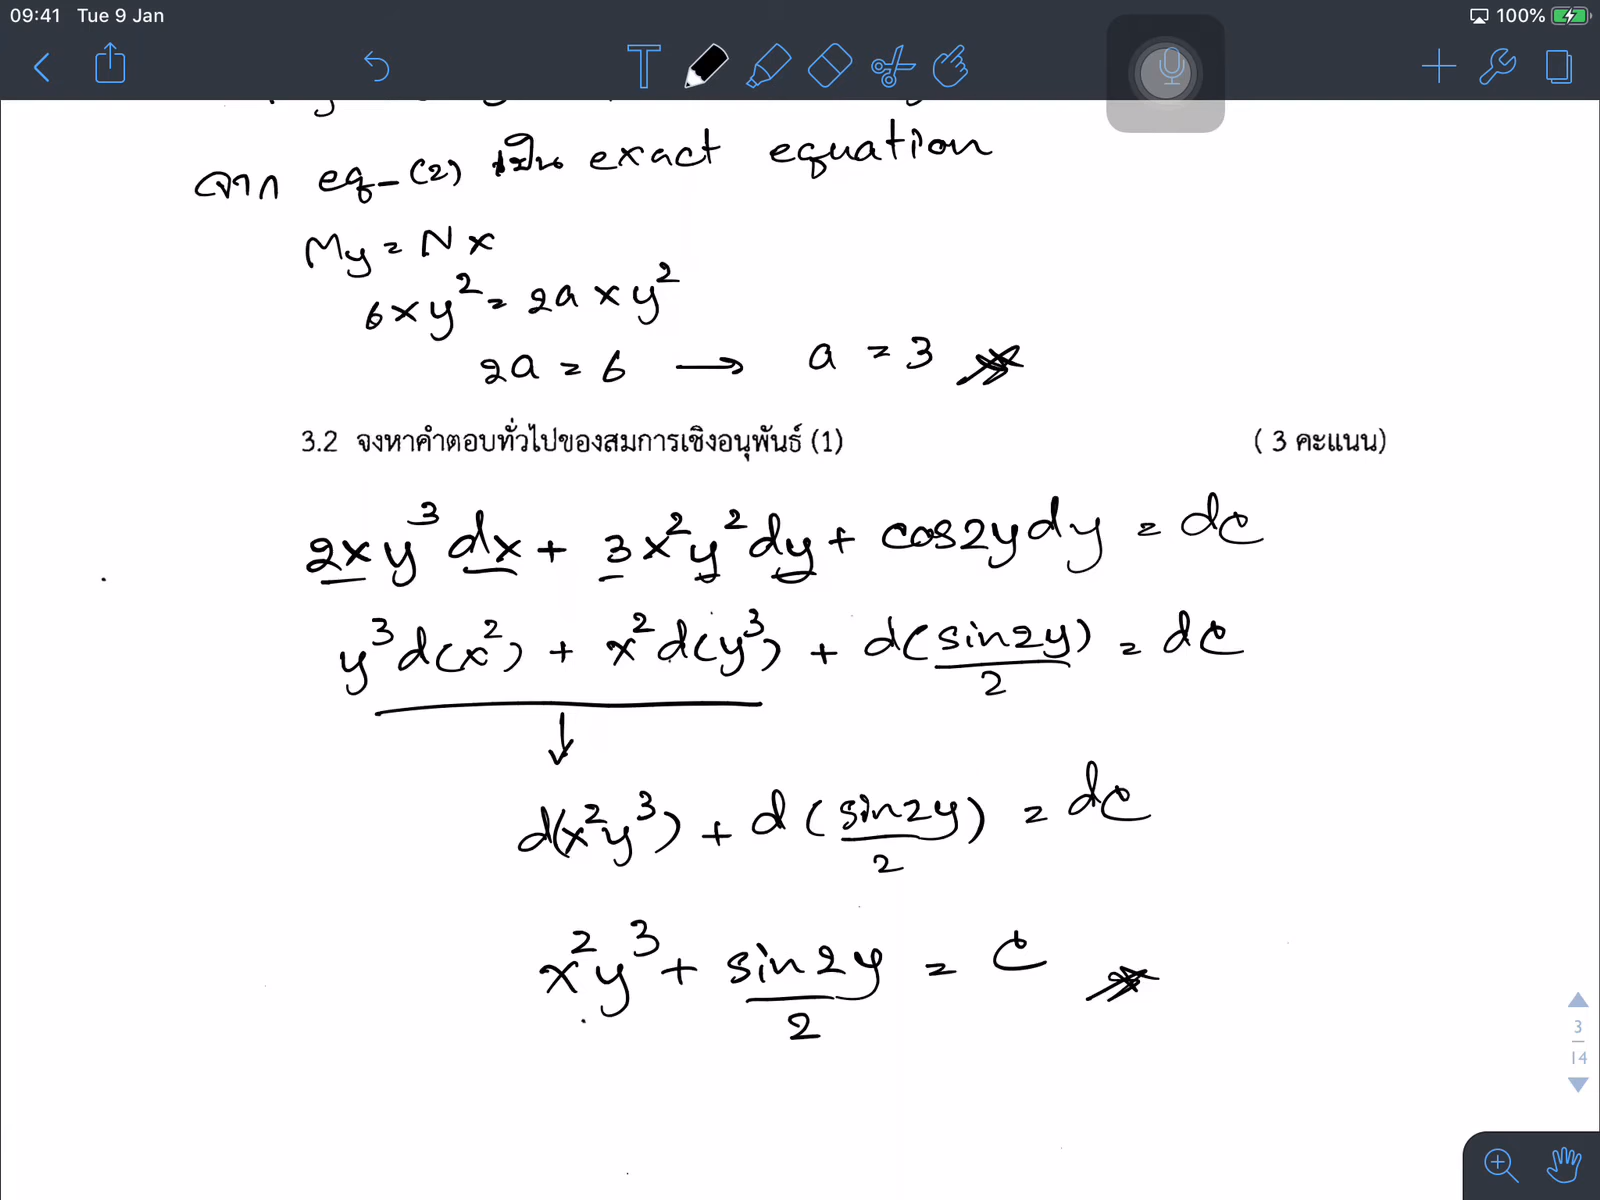 09:41 Tue 9 Jan 100%
T
จาก eq-(2) เป็น exact equation
My = Nx
6xy² = 2axy²
2a = 6 → a = 3
3.2 จงหาคำตอบทั่วไปของสมการเชิงอนุพันธ์ (1) ( 3 คะแนน)
2xy³dx + 3x²y²dy + cos2ydy = dc
y³d(x²) + x²d(y³) + d(sin2y/2) = dc
↓
d(x²y³) + d(sin2y/2) = dc
x²y³ + sin2y/2 = c
3
14